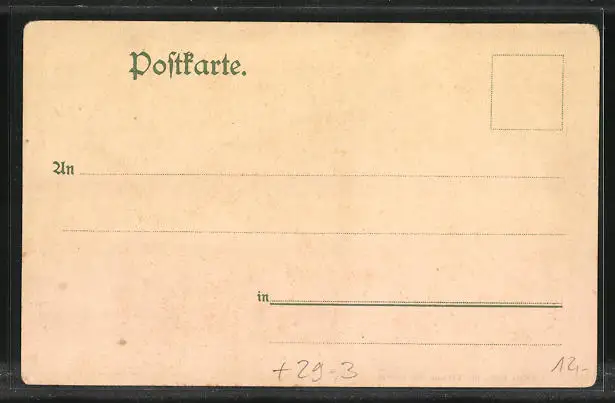 Poſtkarte.
An
in
+29-3
12,-